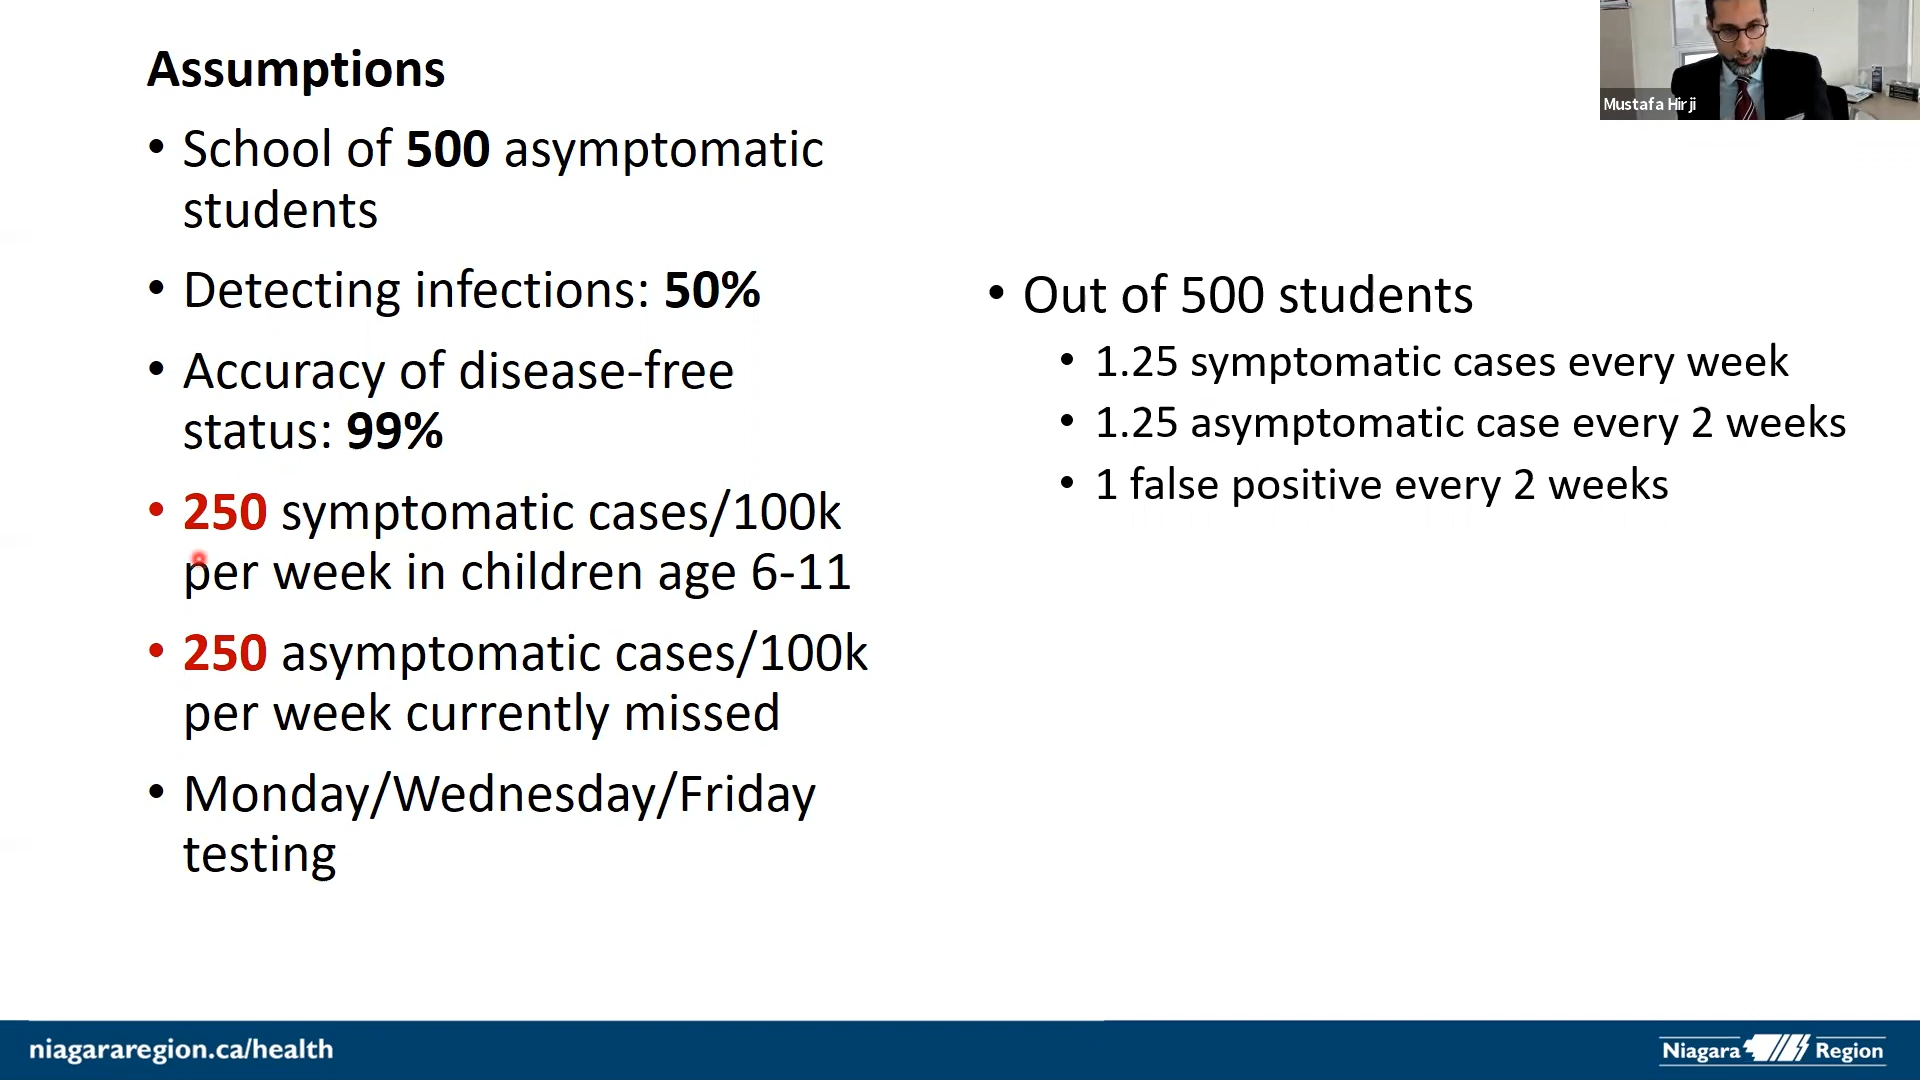 Assumptions
• School of 500 asymptomatic
students
• Detecting infections: 50%
• Accuracy of disease-free
status: 99%
• 250 symptomatic cases/100k
per week in children age 6-11
• 250 asymptomatic cases/100k
per week currently missed
• Monday/Wednesday/Friday
testing
• Out of 500 students
• 1.25 symptomatic cases every week
• 1.25 asymptomatic case every 2 weeks
• 1 false positive every 2 weeks
Mustafa Hirji
niagararegion.ca/health
Niagara Region